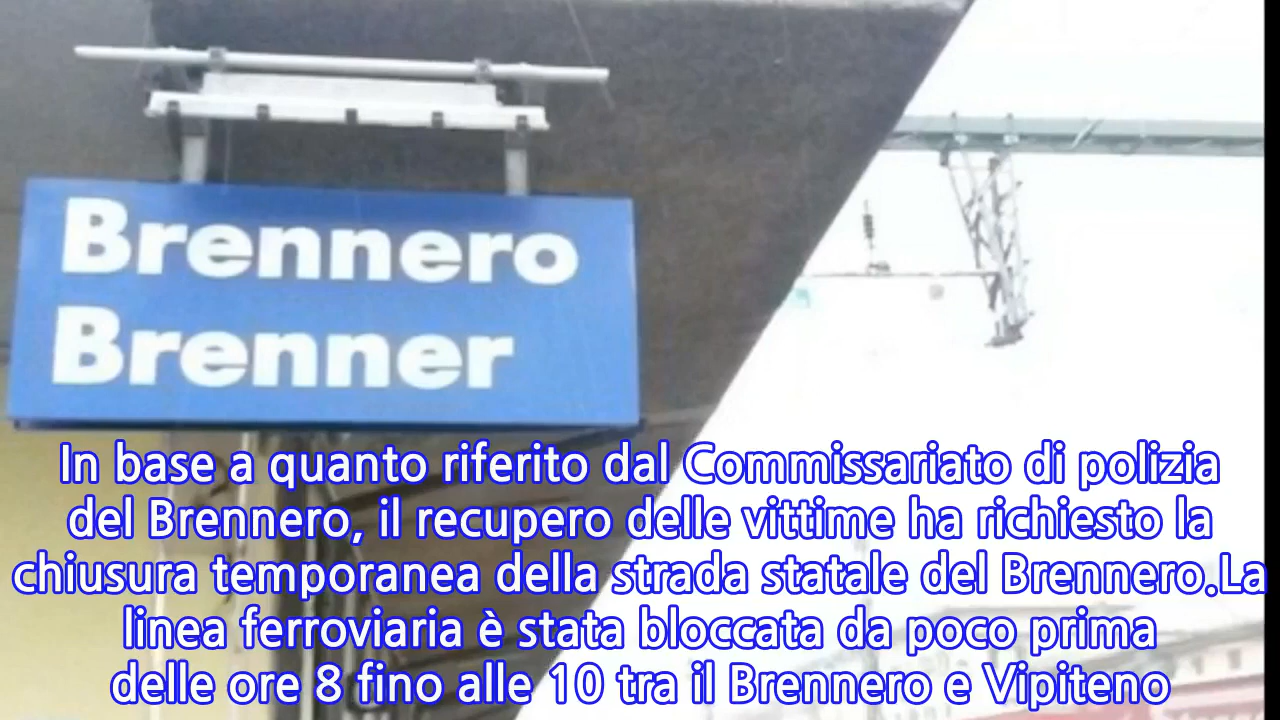 Brennero
Brenner
In base a quanto riferito dal Commissariato di polizia
del Brennero, il recupero delle vittime ha richiesto la
chiusura temporanea della strada statale del Brennero.La
linea ferroviaria è stata bloccata da poco prima
delle ore 8 fino alle 10 tra il Brennero e Vipiteno